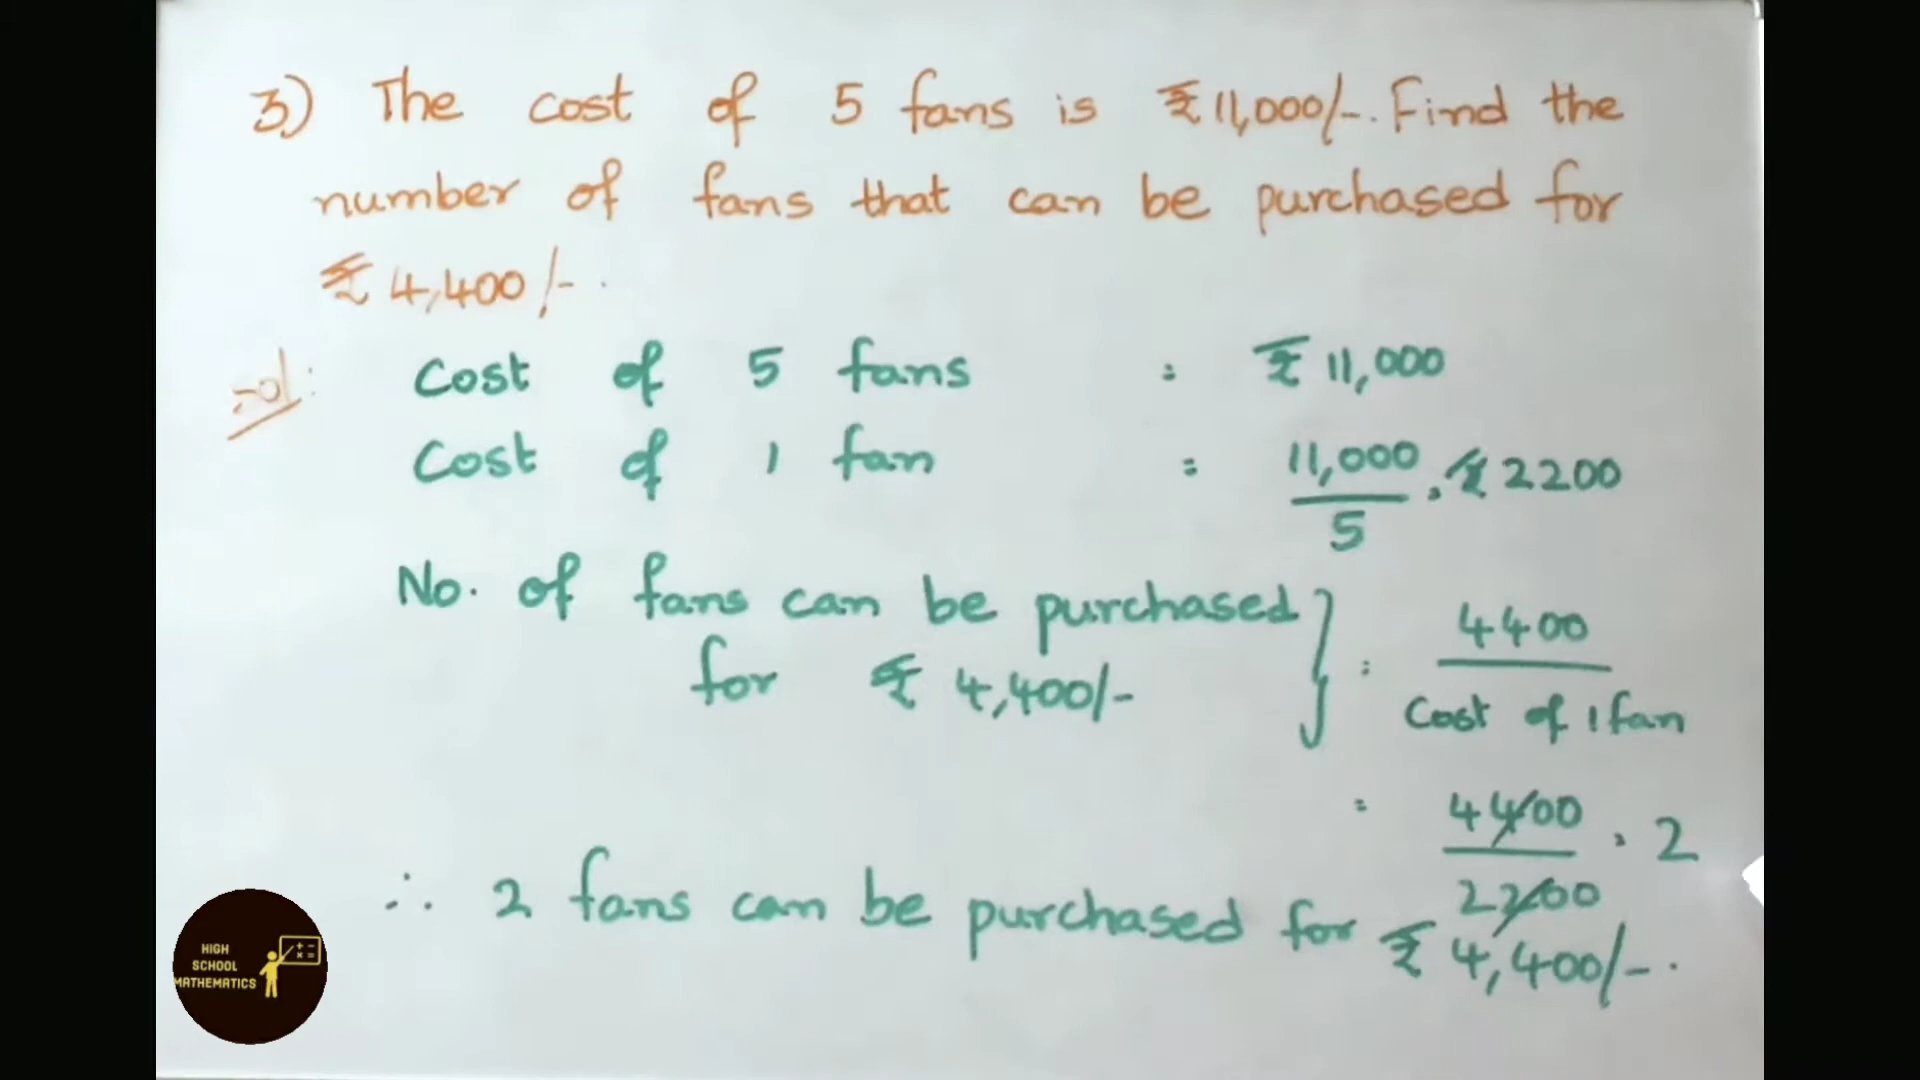 3) The cost of 5 fans is ₹11,000/-. Find the
number of fans that can be purchased for
₹ 4,400/-.
Sol:
Cost of 5 fans = ₹ 11,000
Cost of 1 fan = 11,000/5 = ₹ 2200
No. of fans can be purchased
for ₹ 4,400/- } = 4400/Cost of 1 fan
= 4400/2200 = 2
∴ 2 fans can be purchased for ₹ 4,400/-.
HIGH
SCHOOL
MATHEMATICS
+ -
× =